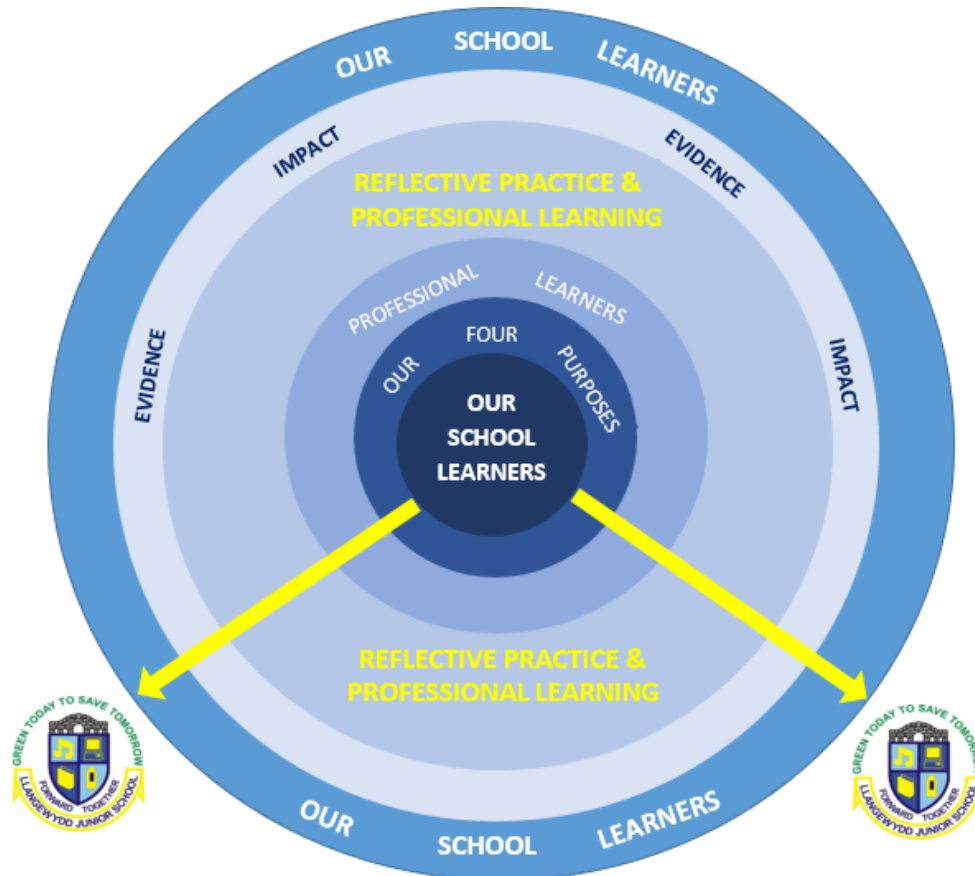 OUR SCHOOL LEARNERS
IMPACT
EVIDENCE
REFLECTIVE PRACTICE &
PROFESSIONAL LEARNING
PROFESSIONAL LEARNERS
OUR FOUR PURPOSES
EVIDENCE
IMPACT
OUR
SCHOOL
LEARNERS
REFLECTIVE PRACTICE &
PROFESSIONAL LEARNING
GREEN TODAY TO SAVE TOMORROW
FORWARD TOGETHER
LLANGEWYDD JUNIOR SCHOOL
GREEN TODAY TO SAVE TOMORROW
FORWARD TOGETHER
LLANGEWYDD JUNIOR SCHOOL
OUR SCHOOL LEARNERS